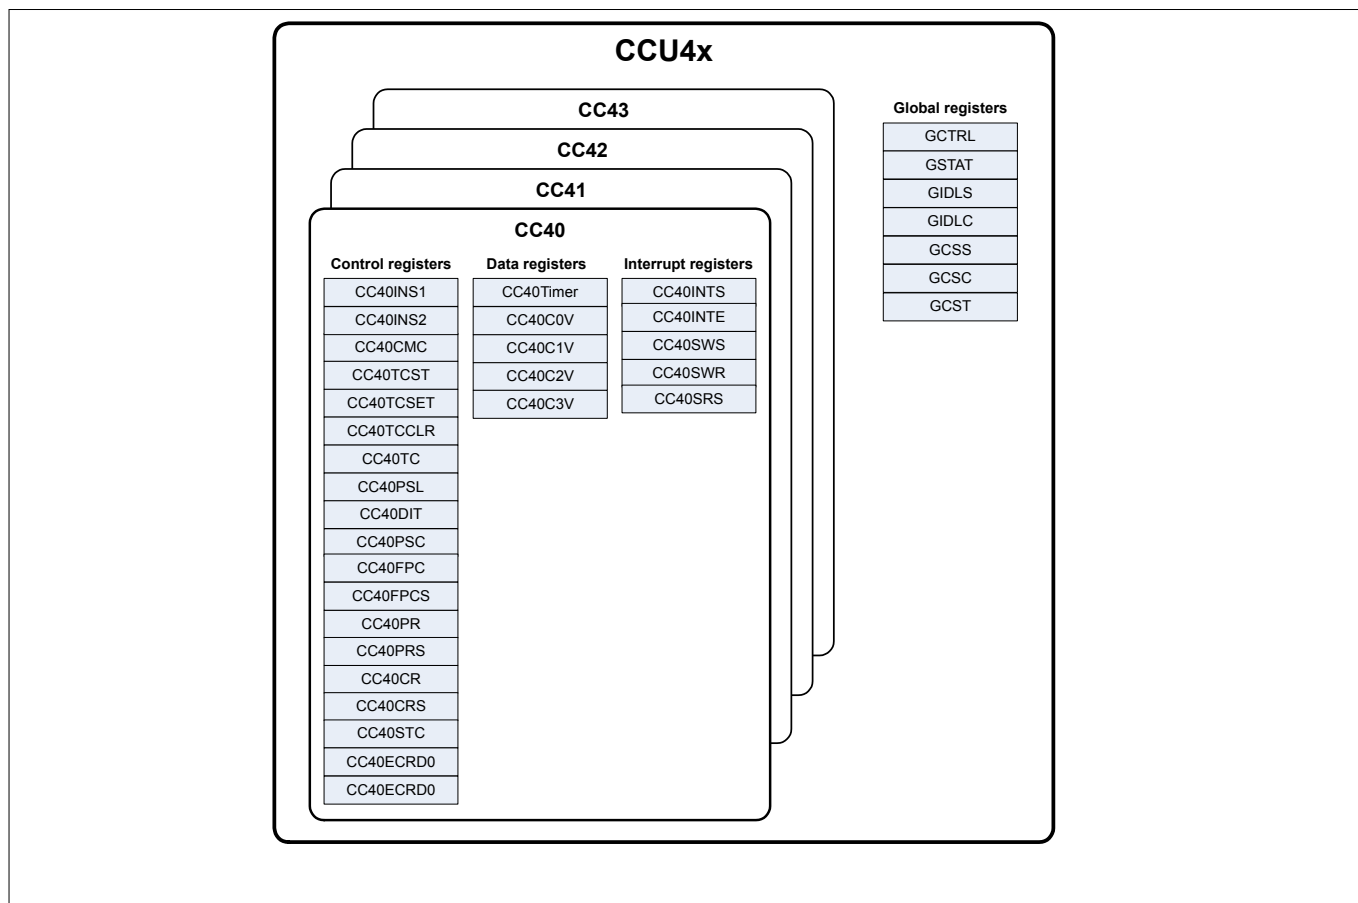 CCU4x
CC43
CC42
CC41
CC40
Control registers
CC40INS1
CC40INS2
CC40CMC
CC40TCST
CC40TCSET
CC40TCCLR
CC40TC
CC40PSL
CC40DIT
CC40PSC
CC40FPC
CC40FPCS
CC40PR
CC40PRS
CC40CR
CC40CRS
CC40STC
CC40ECRD0
CC40ECRD0
Data registers
CC40Timer
CC40C0V
CC40C1V
CC40C2V
CC40C3V
Interrupt registers
CC40INTS
CC40INTE
CC40SWS
CC40SWR
CC40SRS
Global registers
GCTRL
GSTAT
GIDLS
GIDLC
GCSS
GCSC
GCST